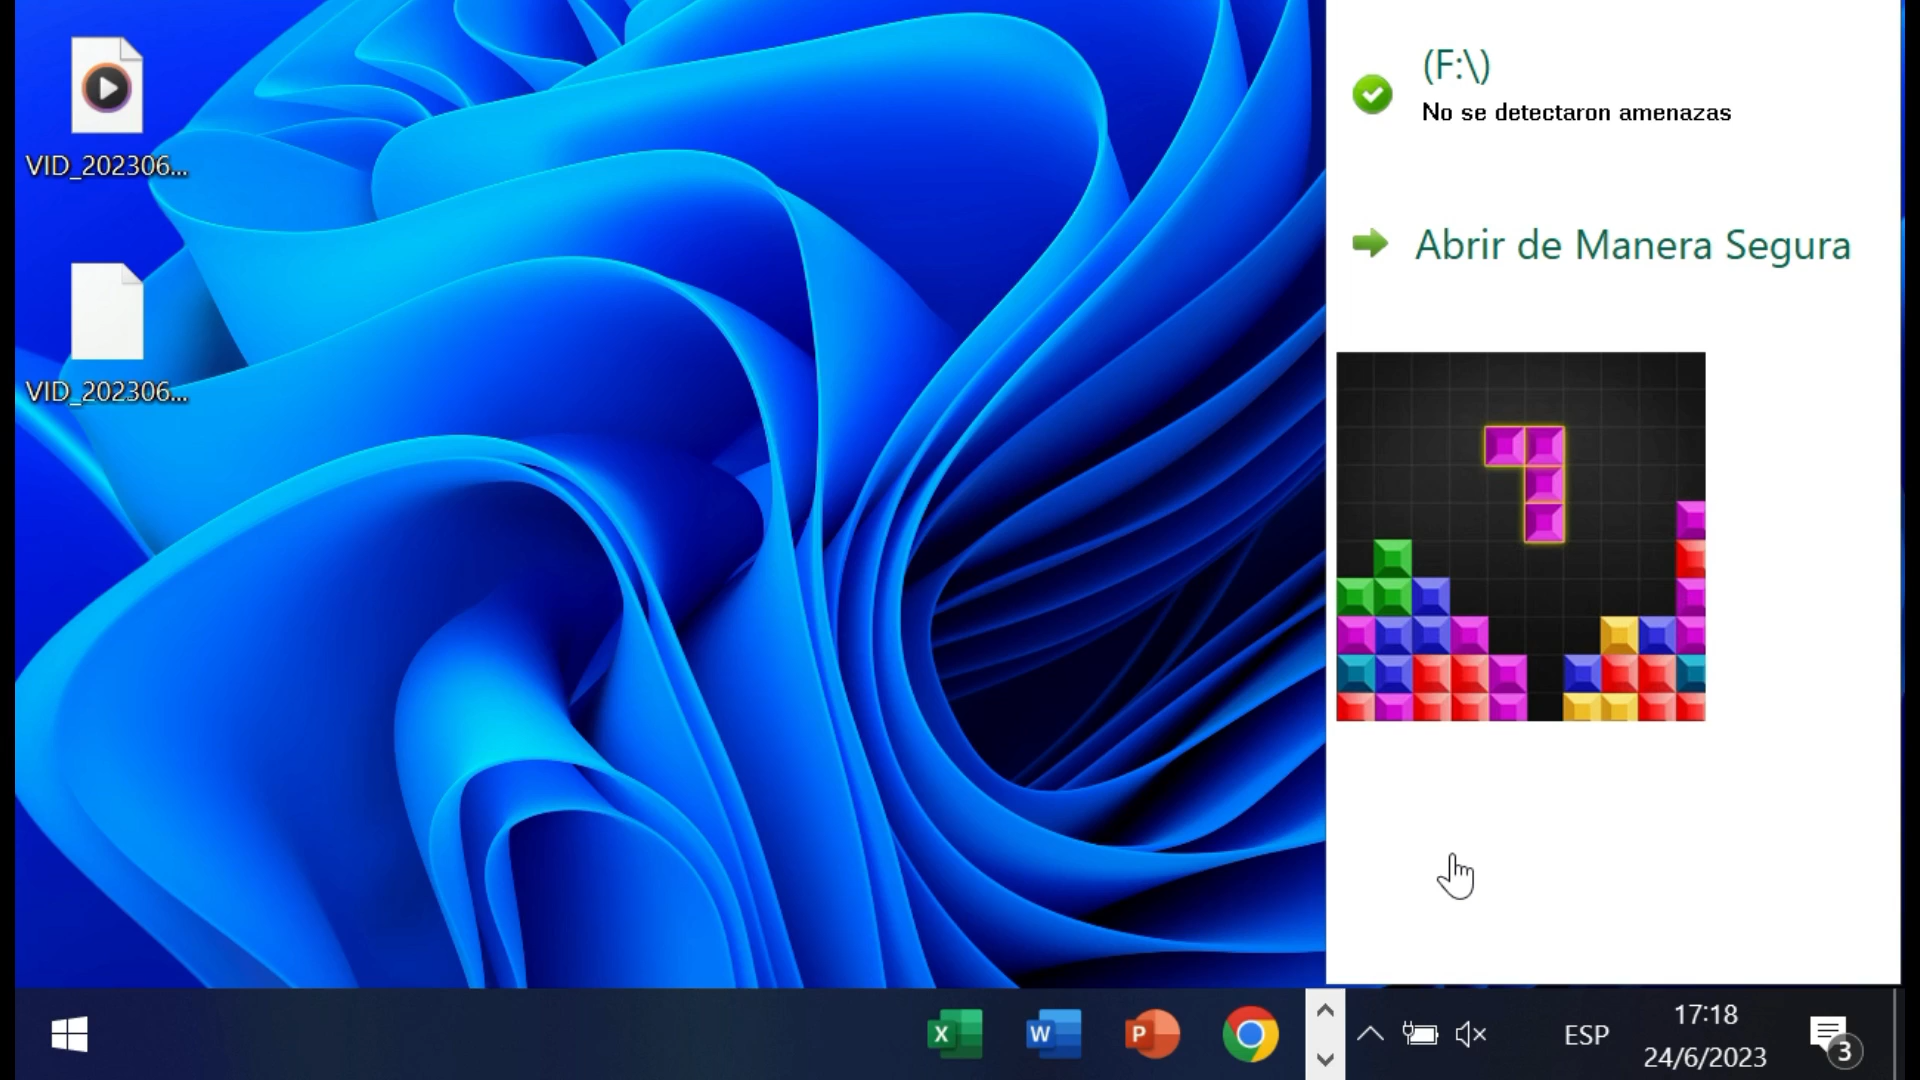 VID_202306...
VID_202306...
(F:\)
No se detectaron amenazas
Abrir de Manera Segura
X
W
P
ESP
17:18
24/6/2023
3